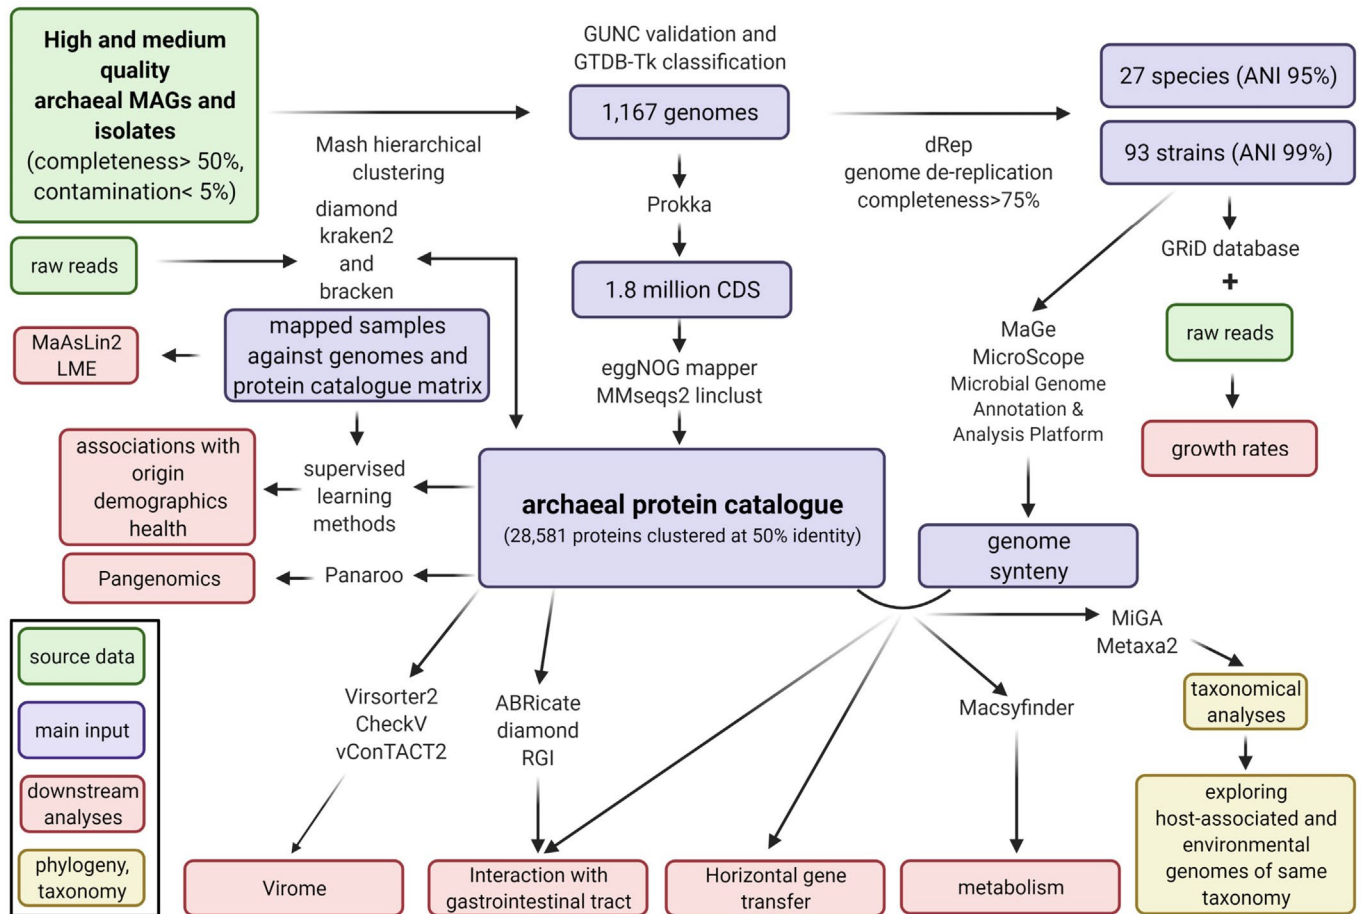 High and medium
quality
archaeal MAGs and
isolates
(completeness> 50%,
contamination< 5%)
Mash hierarchical
clustering
GUNC validation and
GTDB-Tk classification
1,167 genomes
dRep
genome de-replication
completeness>75%
27 species (ANI 95%)
93 strains (ANI 99%)
raw reads
diamond
kraken2
and
bracken
Prokka
1.8 million CDS
GRiD database
+
raw reads
growth rates
MaAsLin2
LME
mapped samples
against genomes and
protein catalogue matrix
eggNOG mapper
MMseqs2 linclust
MaGe
MicroScope
Microbial Genome
Annotation &
Analysis Platform
associations with
origin
demographics
health
supervised
learning
methods
archaeal protein catalogue
(28,581 proteins clustered at 50% identity)
genome
synteny
Pangenomics
Panaroo
source data
main input
downstream
analyses
phylogeny,
taxonomy
Virsorter2
CheckV
vConTACT2
ABRicate
diamond
RGI
Macsyfinder
MiGA
Metaxa2
taxonomical
analyses
Virome
Interaction with
gastrointestinal tract
Horizontal gene
transfer
metabolism
exploring
host-associated and
environmental
genomes of same
taxonomy